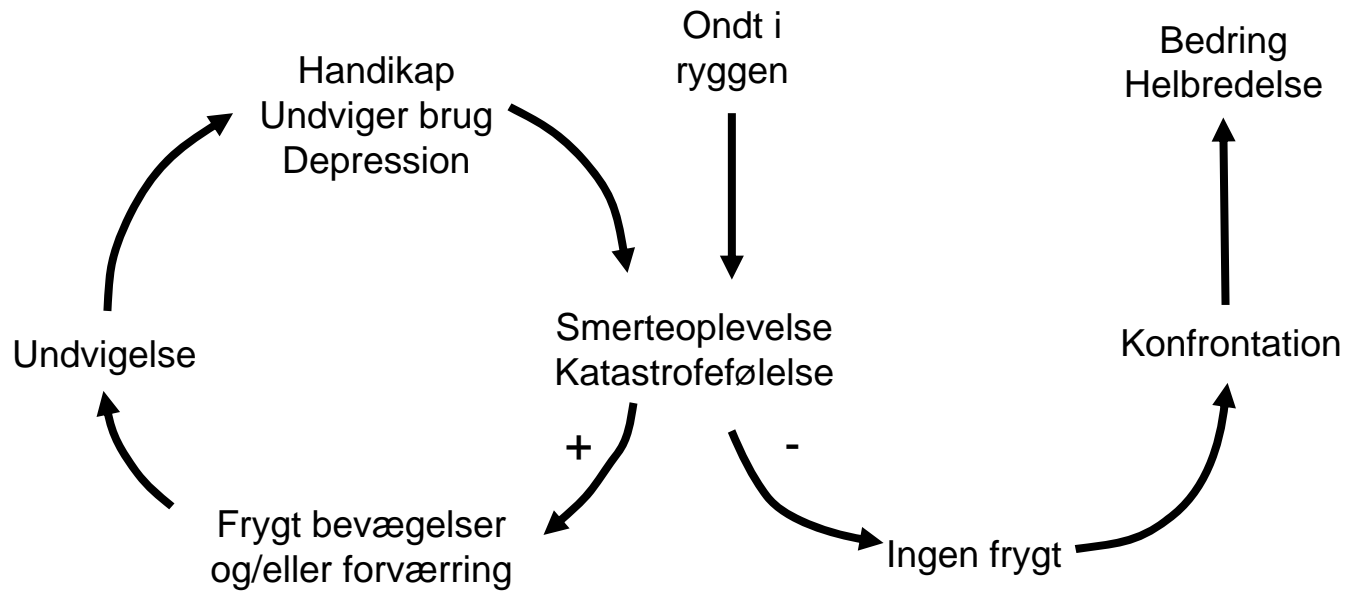 Ondt i
ryggen
Bedring
Helbredelse
Handikap
Undviger brug
Depression
Smerteoplevelse
Katastrofefølelse
Undvigelse
Konfrontation
+
-
Frygt bevægelser
og/eller forværring
Ingen frygt